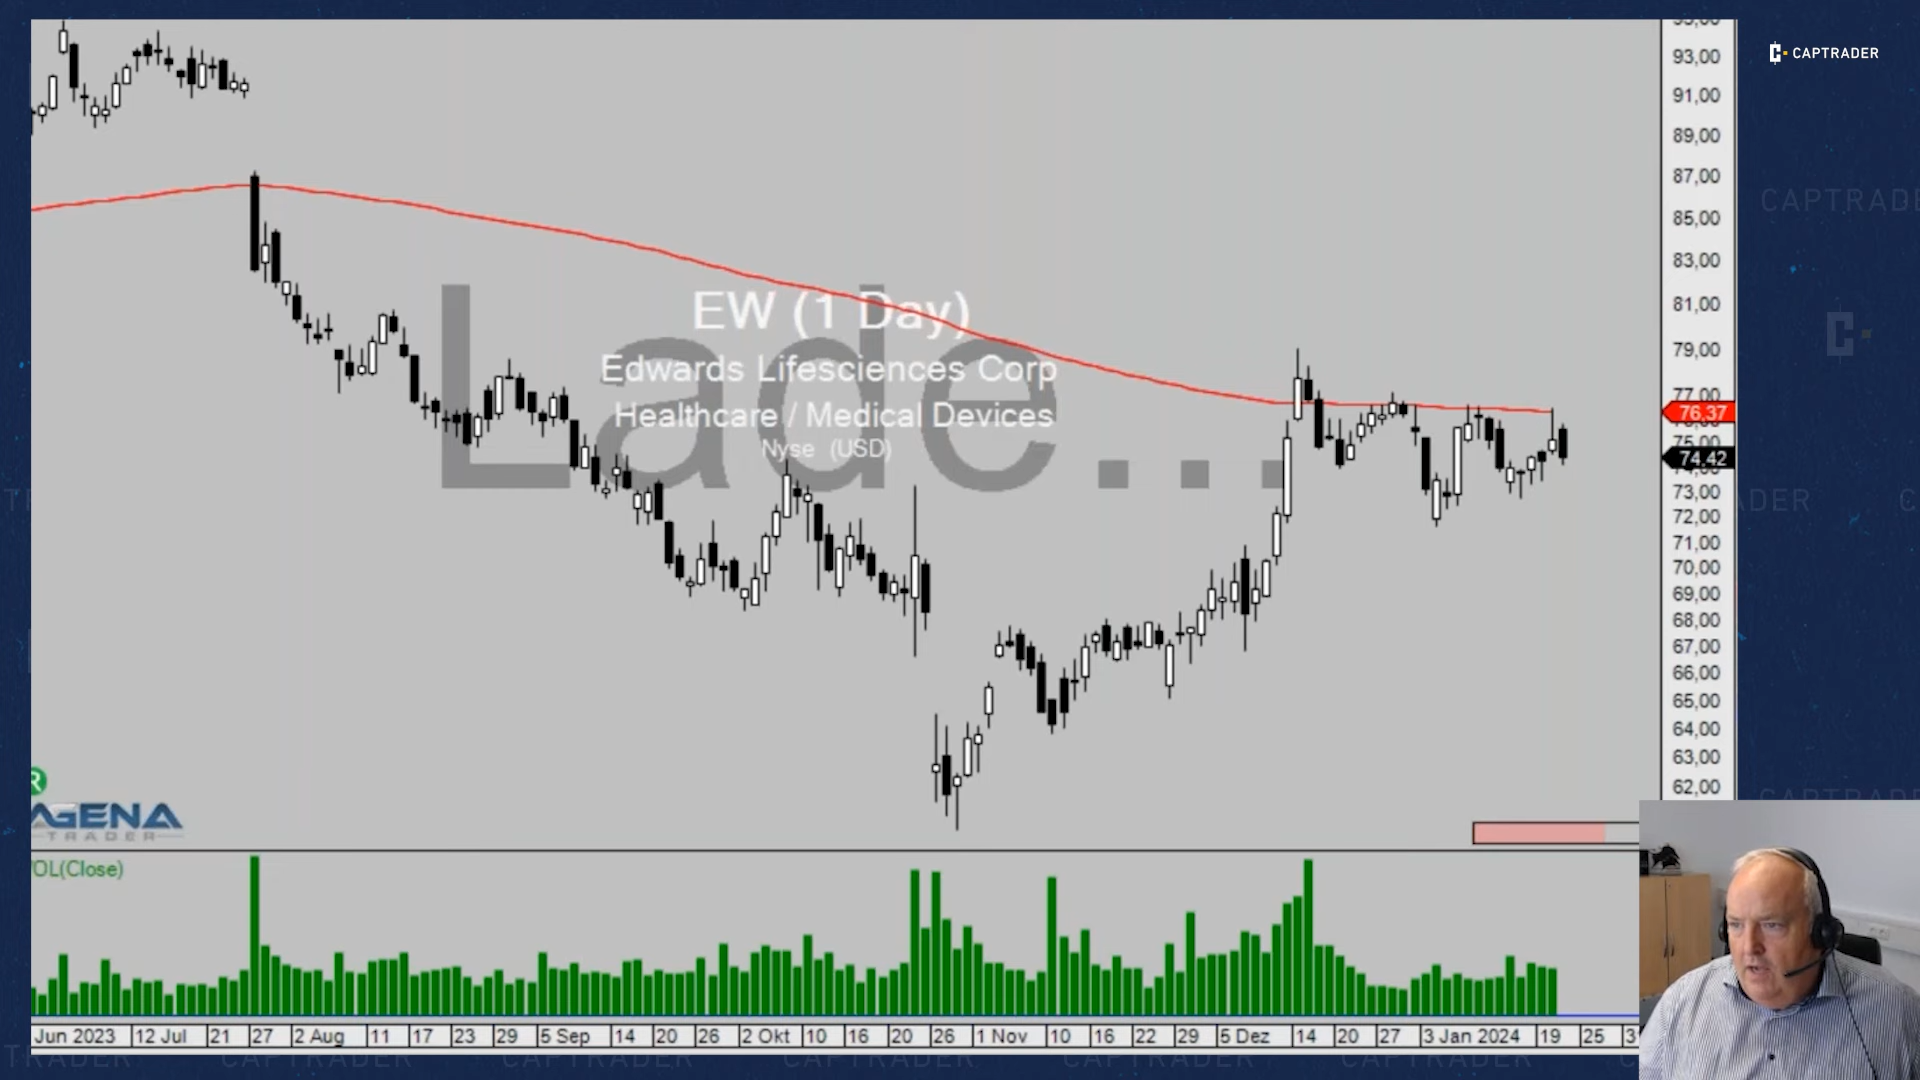 CAPTRADER
93,00
91,00
89,00
87,00
85,00
83,00
81,00
79,00
77,00
76,37
75,00
74,42
73,00
72,00
71,00
70,00
69,00
68,00
67,00
66,00
65,00
64,00
63,00
62,00
Lade...
EW (1 Day)
Edwards Lifesciences Corp
Healthcare / Medical Devices
Nyse (USD)
R
AGENA
TRADER
VOL(Close)
Jun 2023 12 Jul 21 27 2 Aug 11 17 23 29 5 Sep 14 20 26 2 Okt 10 16 20 26 1 Nov 10 16 22 29 5 Dez 14 20 27 3 Jan 2024 19 25
CAPTRADER CAPTRADER CAPTRADER CAPTRADER